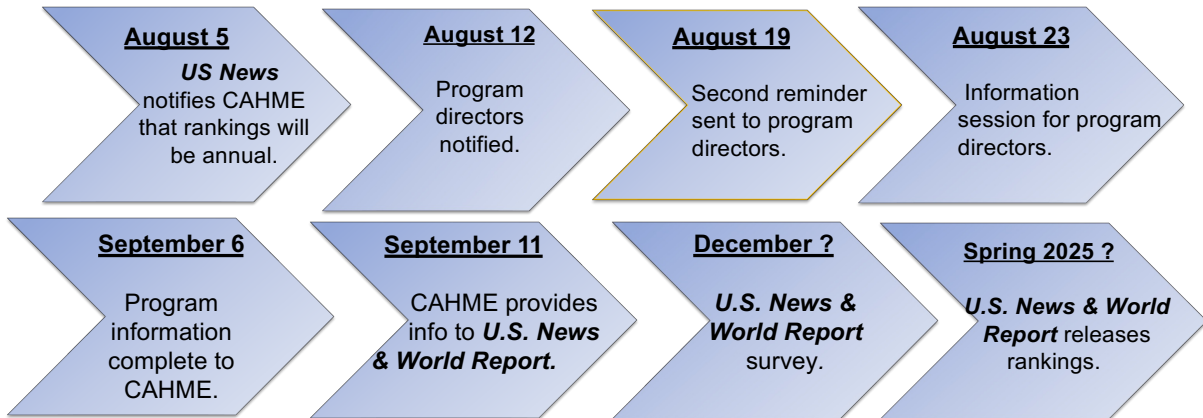 August 5
US News
notifies CAHME
that rankings will
be annual.
August 12
Program
directors
notified.
August 19
Second reminder
sent to program
directors.
August 23
Information
session for program
directors.
September 6
Program
information
complete to
CAHME.
September 11
CAHME provides
info to U.S. News
& World Report.
December ?
U.S. News &
World Report
survey.
Spring 2025 ?
U.S. News & World
Report releases
rankings.